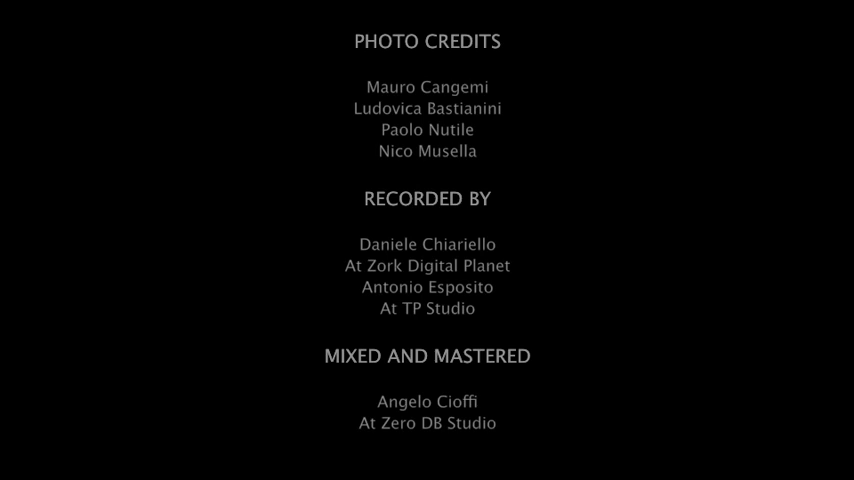 PHOTO CREDITS
Mauro Cangemi
Ludovica Bastianini
Paolo Nutile
Nico Musella
RECORDED BY
Daniele Chiariello
At Zork Digital Planet
Antonio Esposito
At TP Studio
MIXED AND MASTERED
Angelo Cioffi
At Zero DB Studio